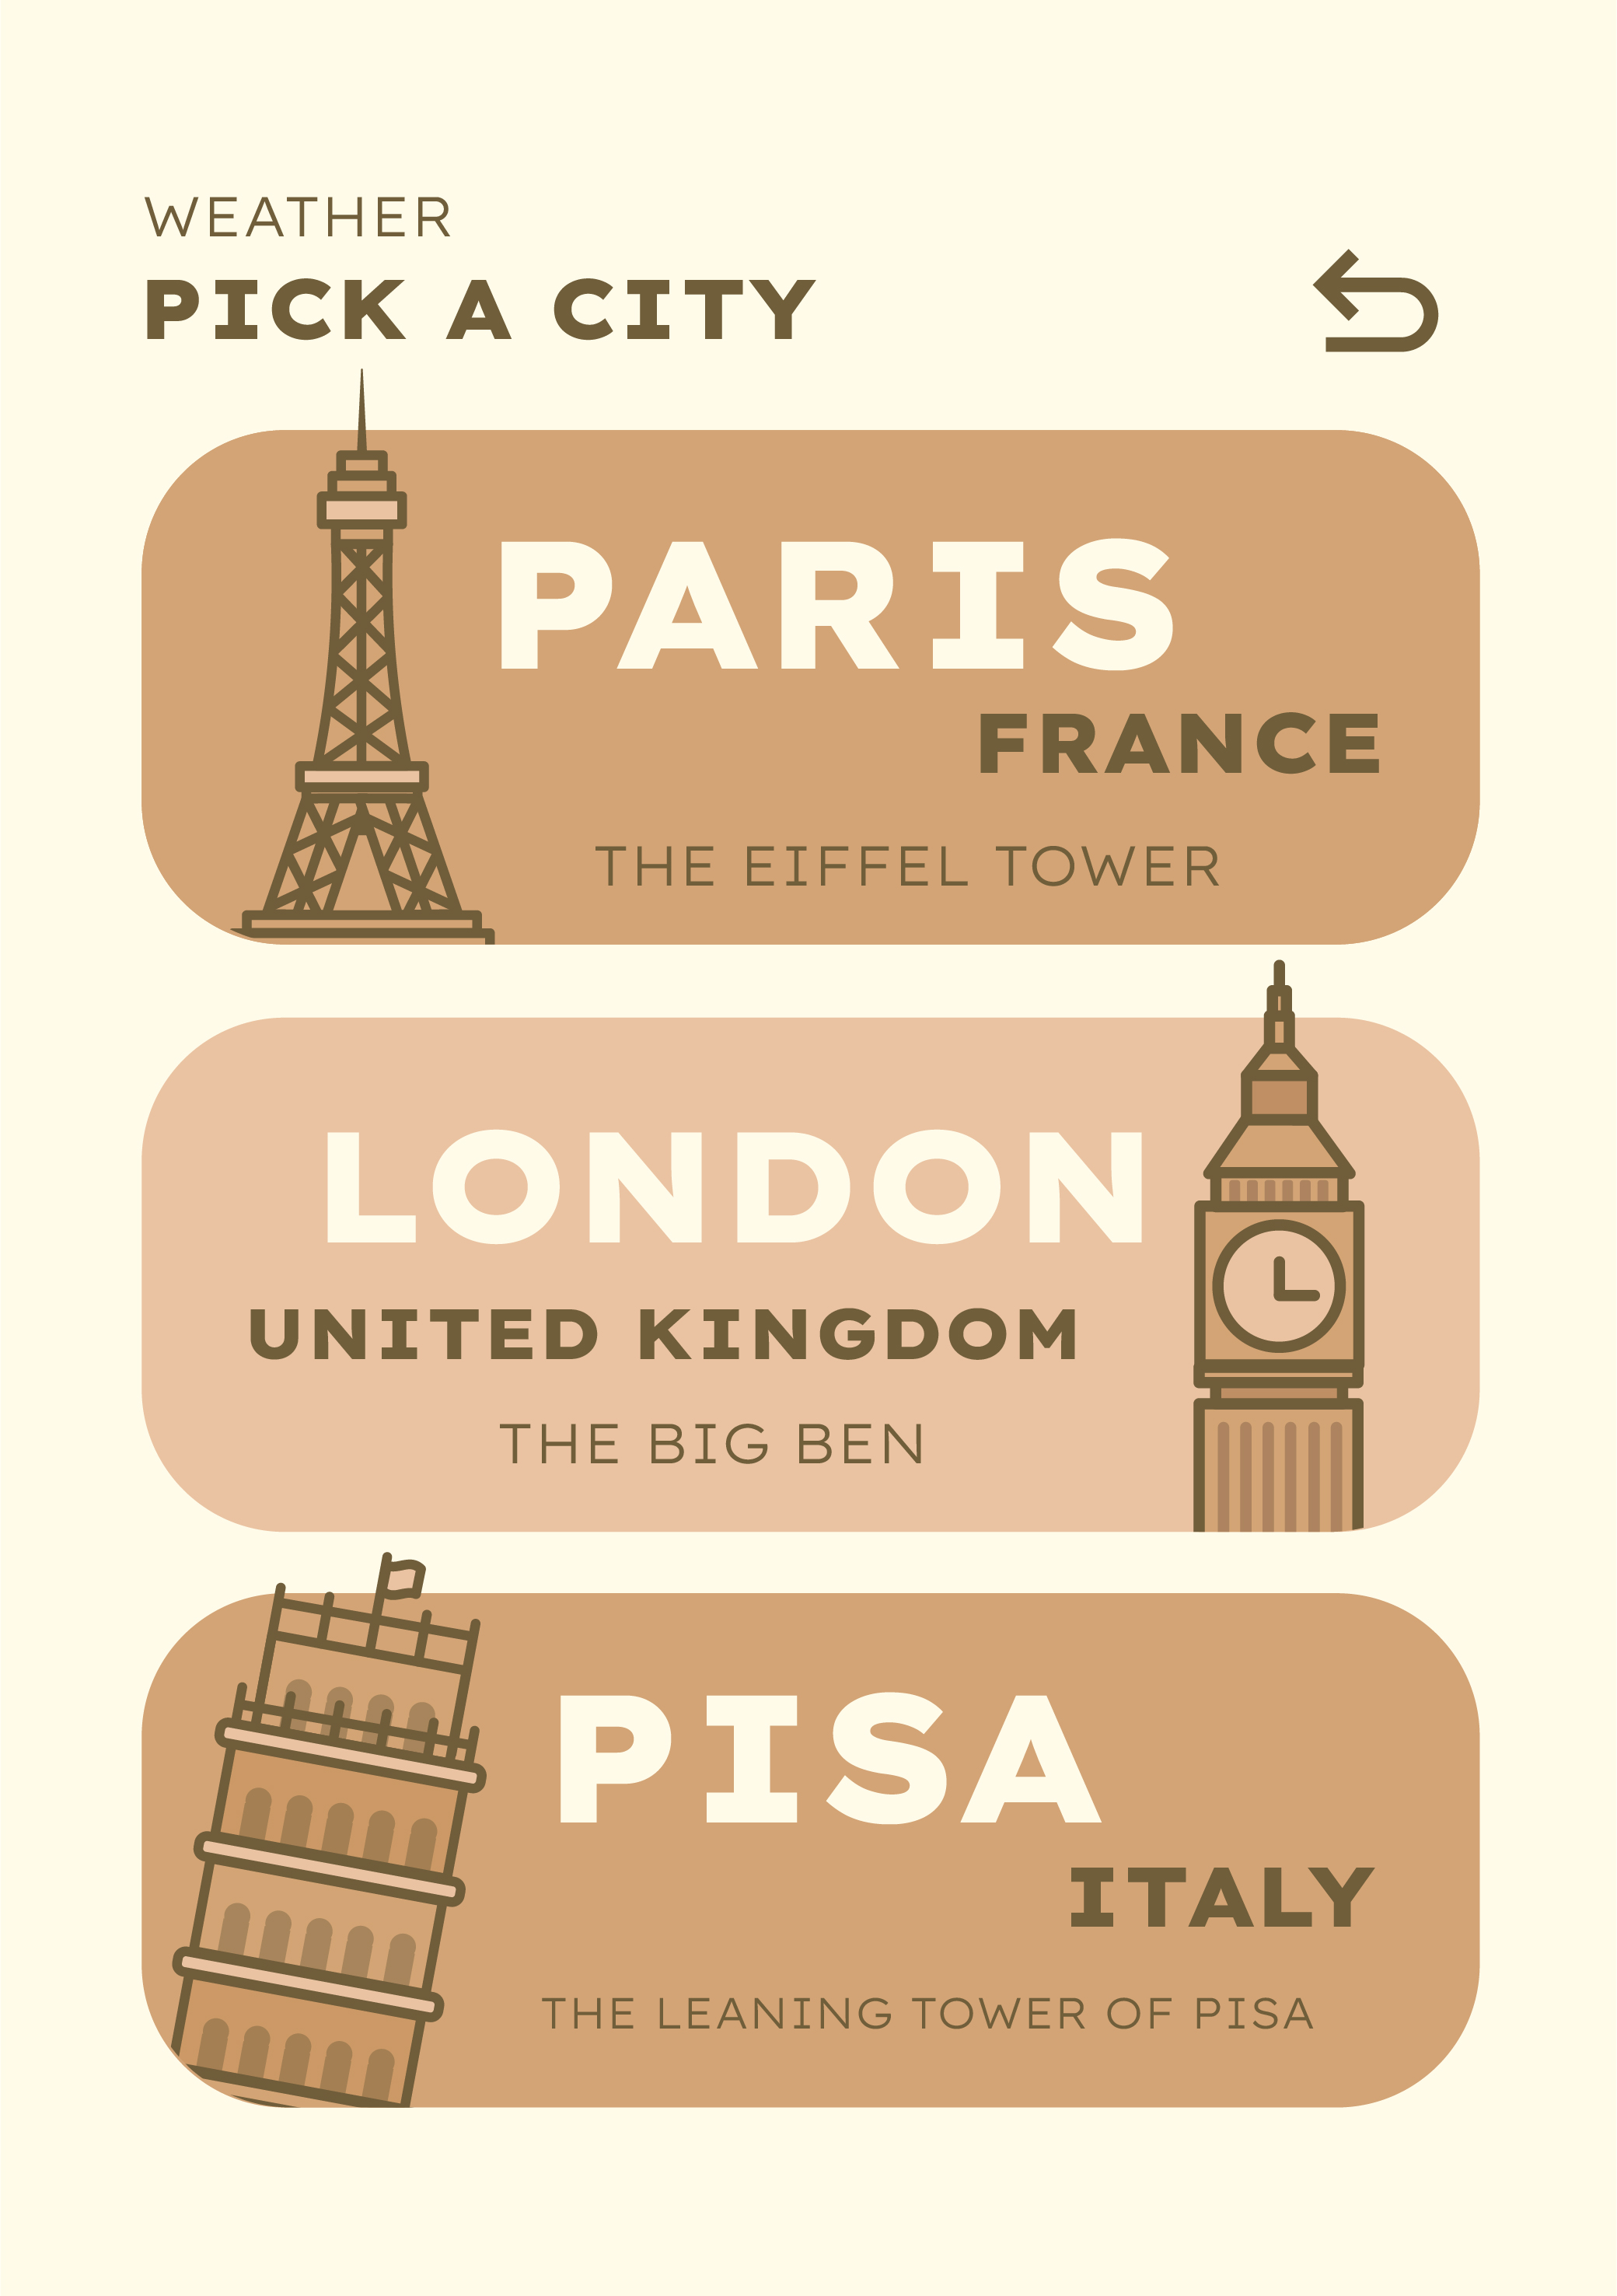 WEATHER
PICK A CITY
PARIS
FRANCE
THE EIFFEL TOWER
LONDON
UNITED KINGDOM
THE BIG BEN
PISA
ITALY
THE LEANING TOWER OF PISA